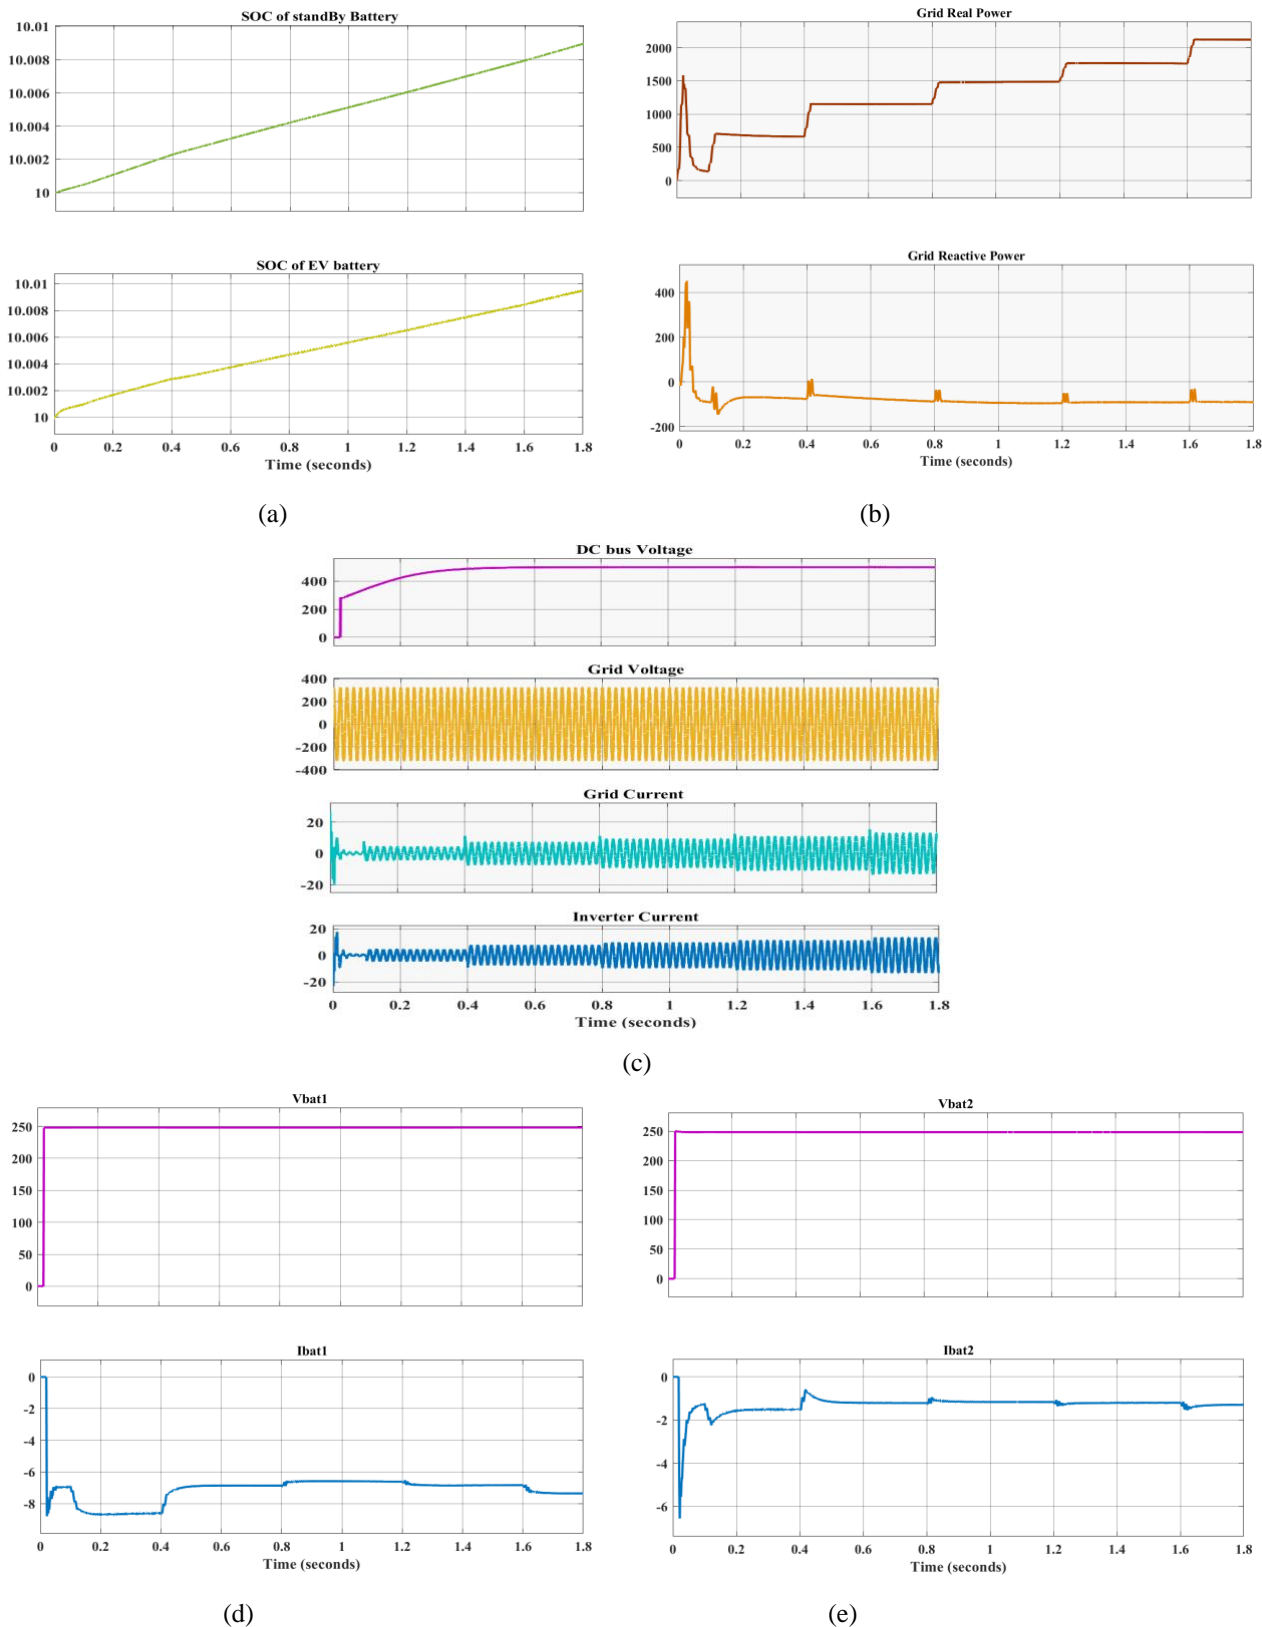 SOC of standBy Battery
10.01
10.008
10.006
10.004
10.002
10
SOC of EV battery
10.01
10.008
10.006
10.004
10.002
10
0 0.2 0.4 0.6 0.8 1 1.2 1.4 1.6 1.8
Time (seconds)
(a)
Grid Real Power
2000
1500
1000
500
0
Grid Reactive Power
400
200
0
-200
0 0.2 0.4 0.6 0.8 1 1.2 1.4 1.6 1.8
Time (seconds)
(b)
DC bus Voltage
400
200
0
Grid Voltage
400
200
0
-200
-400
Grid Current
20
0
-20
Inverter Current
20
0
-20
0 0.2 0.4 0.6 0.8 1 1.2 1.4 1.6 1.8
Time (seconds)
(c)
Vbat1
250
200
150
100
50
0
Ibat1
0
-2
-4
-6
-8
0 0.2 0.4 0.6 0.8 1 1.2 1.4 1.6 1.8
Time (seconds)
(d)
Vbat2
250
200
150
100
50
0
Ibat2
0
-2
-4
-6
0 0.2 0.4 0.6 0.8 1 1.2 1.4 1.6 1.8
Time (seconds)
(e)